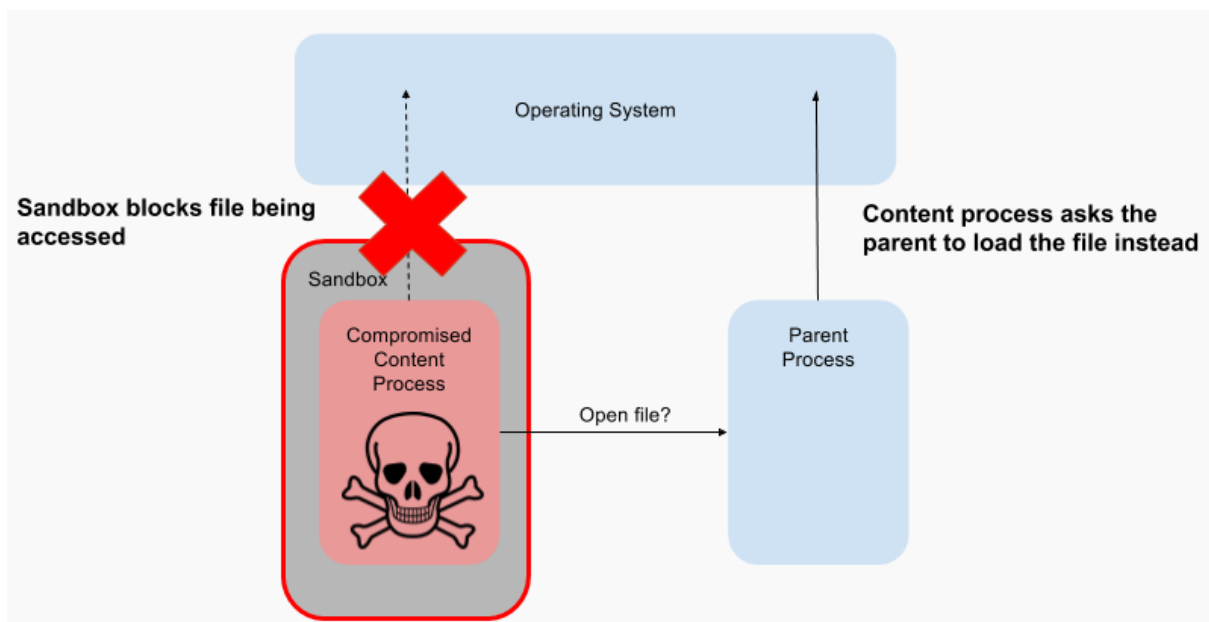 Operating System
Sandbox blocks file being
accessed
Content process asks the
parent to load the file instead
Sandbox
Compromised
Content
Process
Parent
Process
Open file?